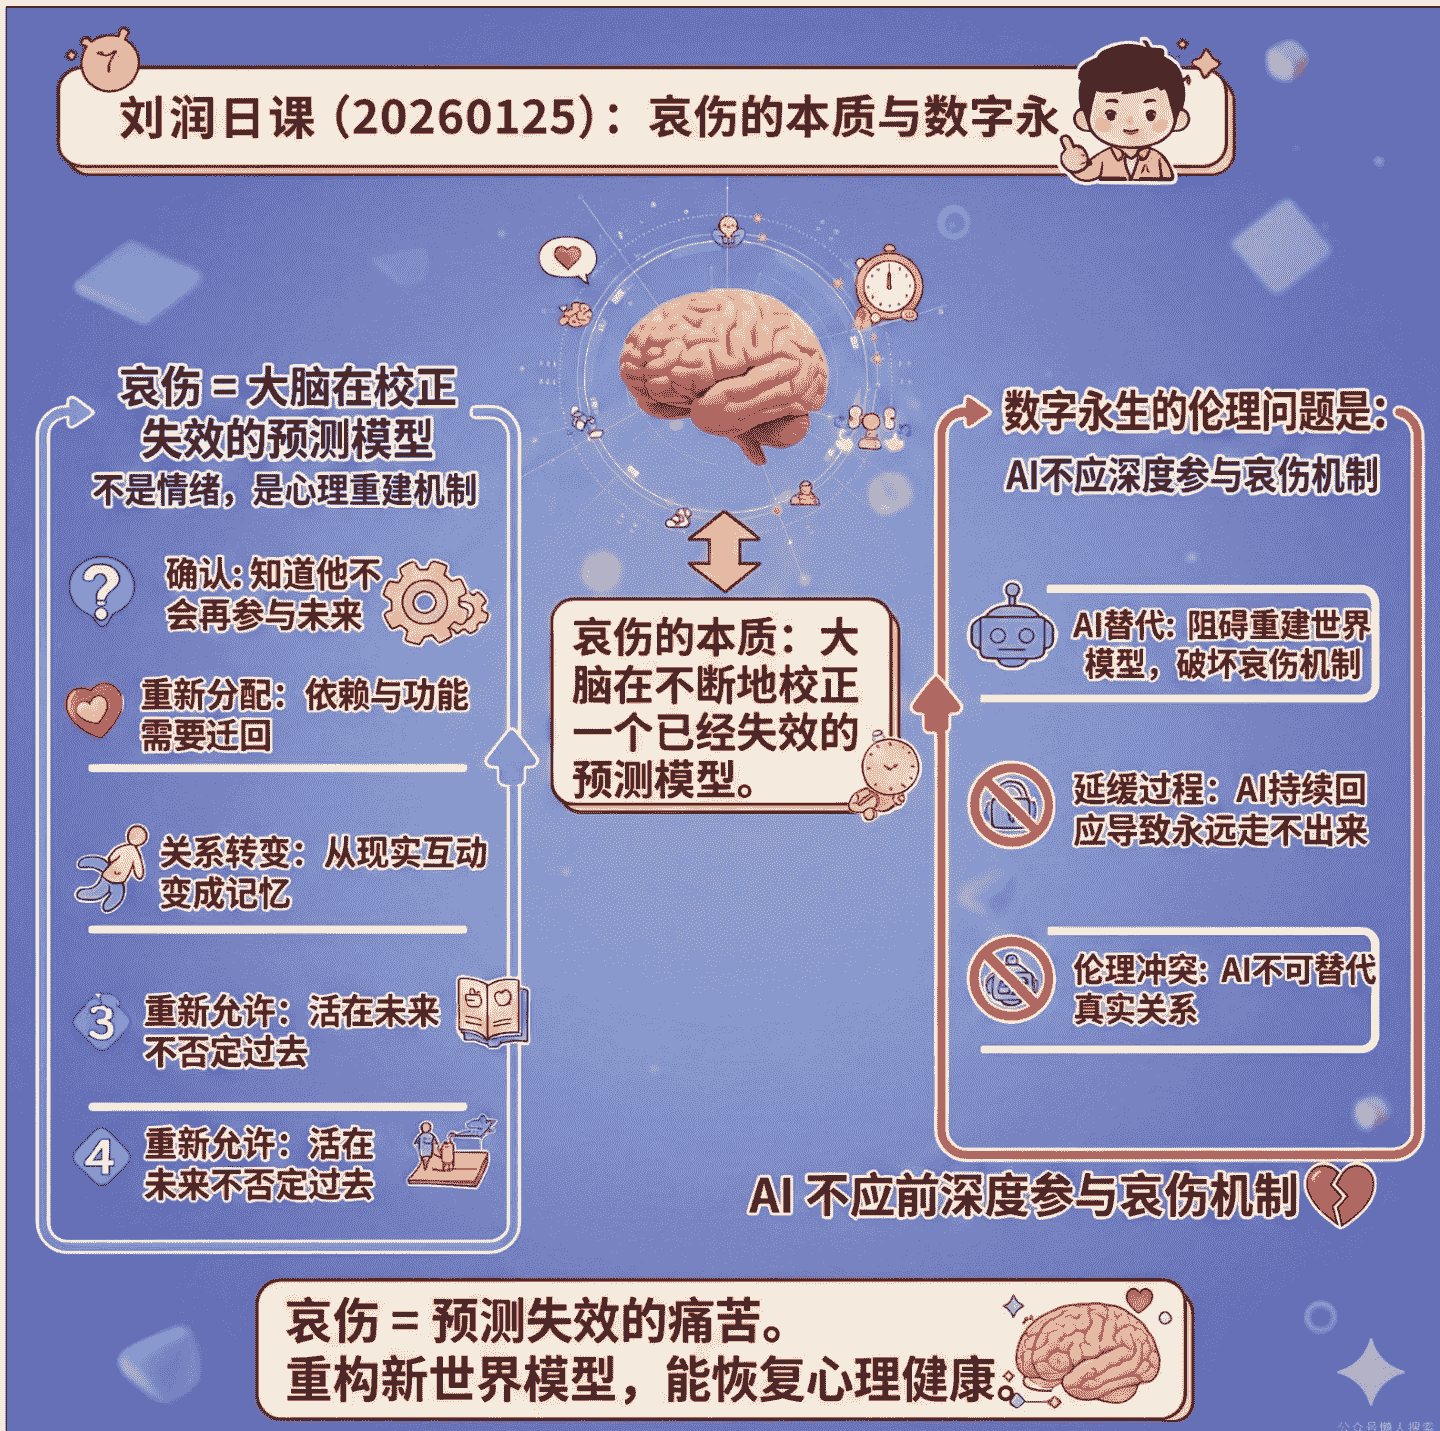 刘润日课（20260125）：哀伤的本质与数字永
哀伤 = 大脑在校正
失效的预测模型
不是情绪，是心理重建机制
确认：知道他不
会再参与未来
重新分配：依赖与功能
需要迁回
关系转变：从现实互动
变成记忆
3
重新允许：活在未来
不否定过去
4
重新允许：活在
未来不否定过去
哀伤的本质：大
脑在不断地校正
一个已经失效的
预测模型。
数字永生的伦理问题是：
AI不应深度参与哀伤机制
AI替代：阻碍重建世界
模型，破坏哀伤机制
延缓过程：AI持续回
应导致永远走不出来
伦理冲突：AI不可替代
真实关系
AI 不应前深度参与哀伤机制
哀伤 = 预测失效的痛苦。
重构新世界模型，能恢复心理健康。
公众号懒人搜索